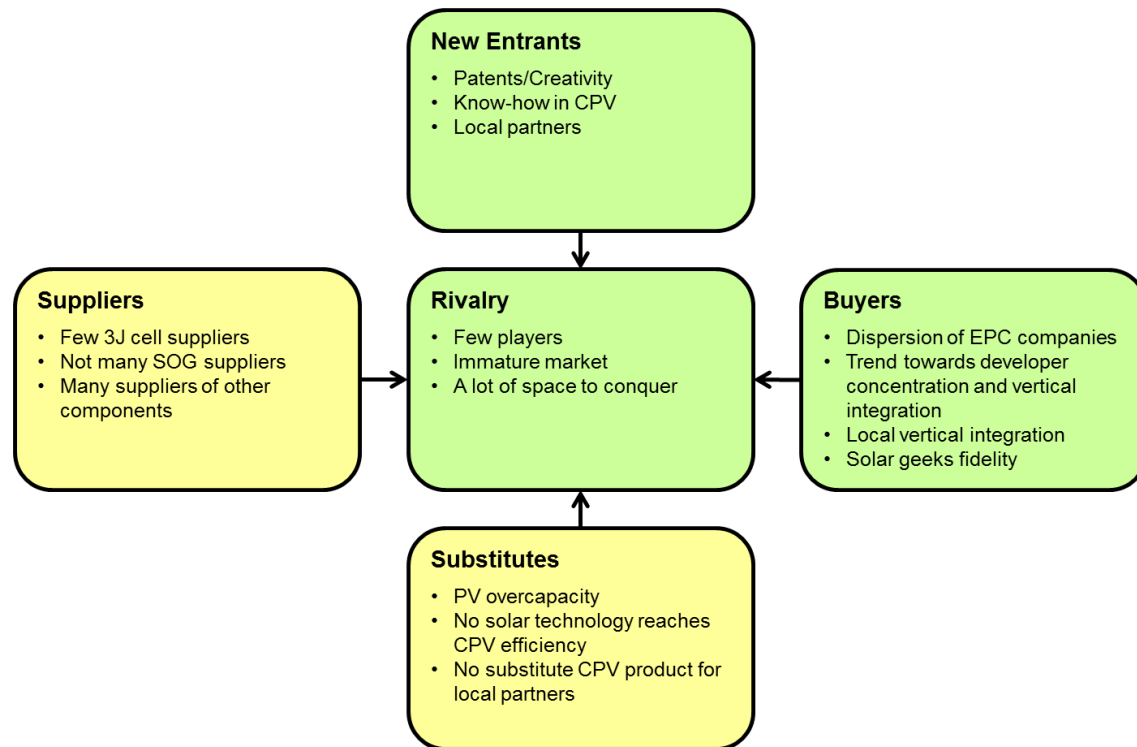 New Entrants
• Patents/Creativity
• Know-how in CPV
• Local partners
Suppliers
• Few 3J cell suppliers
• Not many SOG suppliers
• Many suppliers of other
components
Rivalry
• Few players
• Immature market
• A lot of space to conquer
Buyers
• Dispersion of EPC companies
• Trend towards developer
concentration and vertical
integration
• Local vertical integration
• Solar geeks fidelity
Substitutes
• PV overcapacity
• No solar technology reaches
CPV efficiency
• No substitute CPV product for
local partners